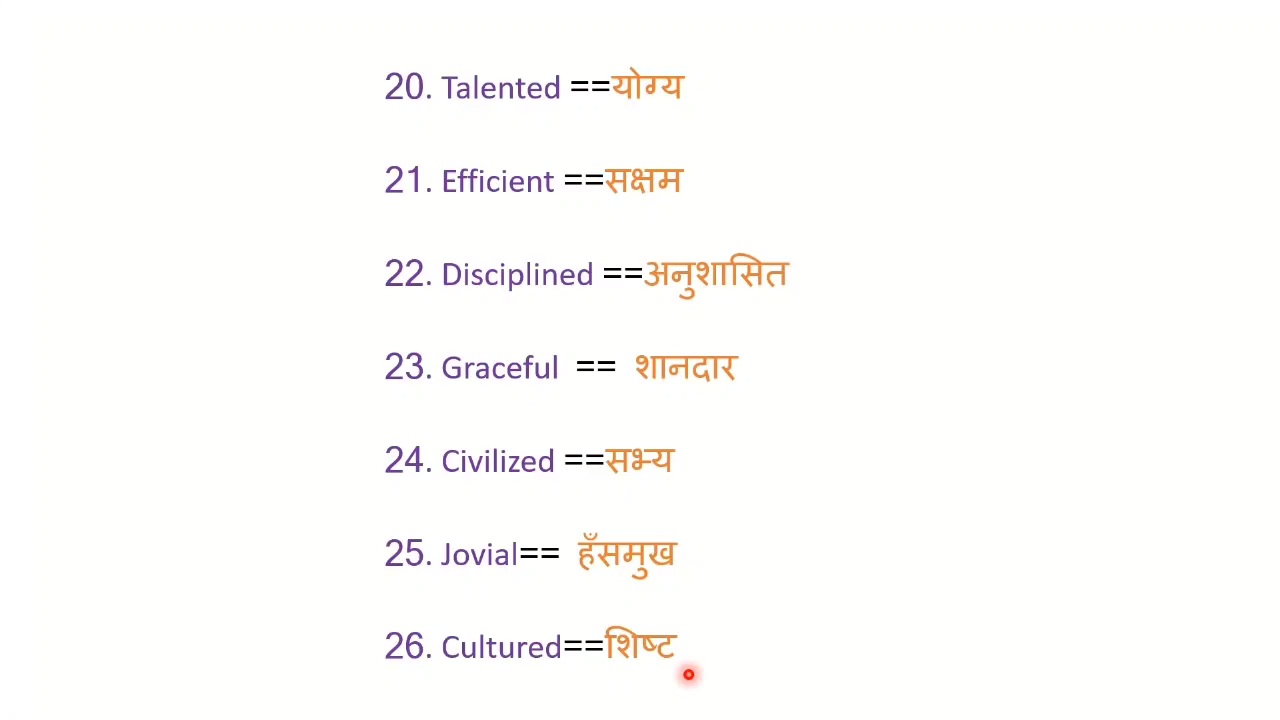 20. Talented ==योग्य
21. Efficient ==सक्षम
22. Disciplined ==अनुशासित
23. Graceful == शानदार
24. Civilized ==सभ्य
25. Jovial== हँसमुख
26. Cultured==शिष्ट